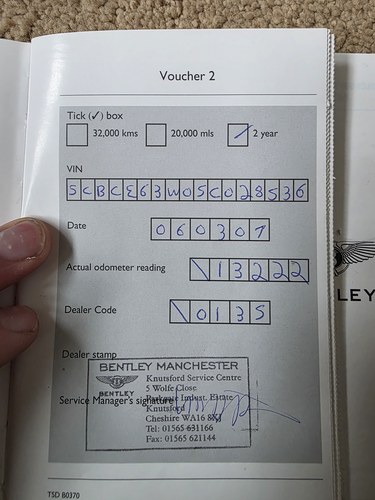 Voucher 2
Tick (✓) box
32,000 kms 20,000 mls 2 year
VIN
SCBCE63W05C028536
Date
060307
Actual odometer reading
\13222
Dealer Code
\0135
Dealer stamp
BENTLEY MANCHESTER
Knutsford Service Centre
5 Wolfe Close
BENTLEY
Parkgate Indust. Estate
Service Manager's signature
Knutsford
Cheshire WA16 8XJ
Tel: 01565 631166
Fax: 01565 621144
TSD 80370
LEY